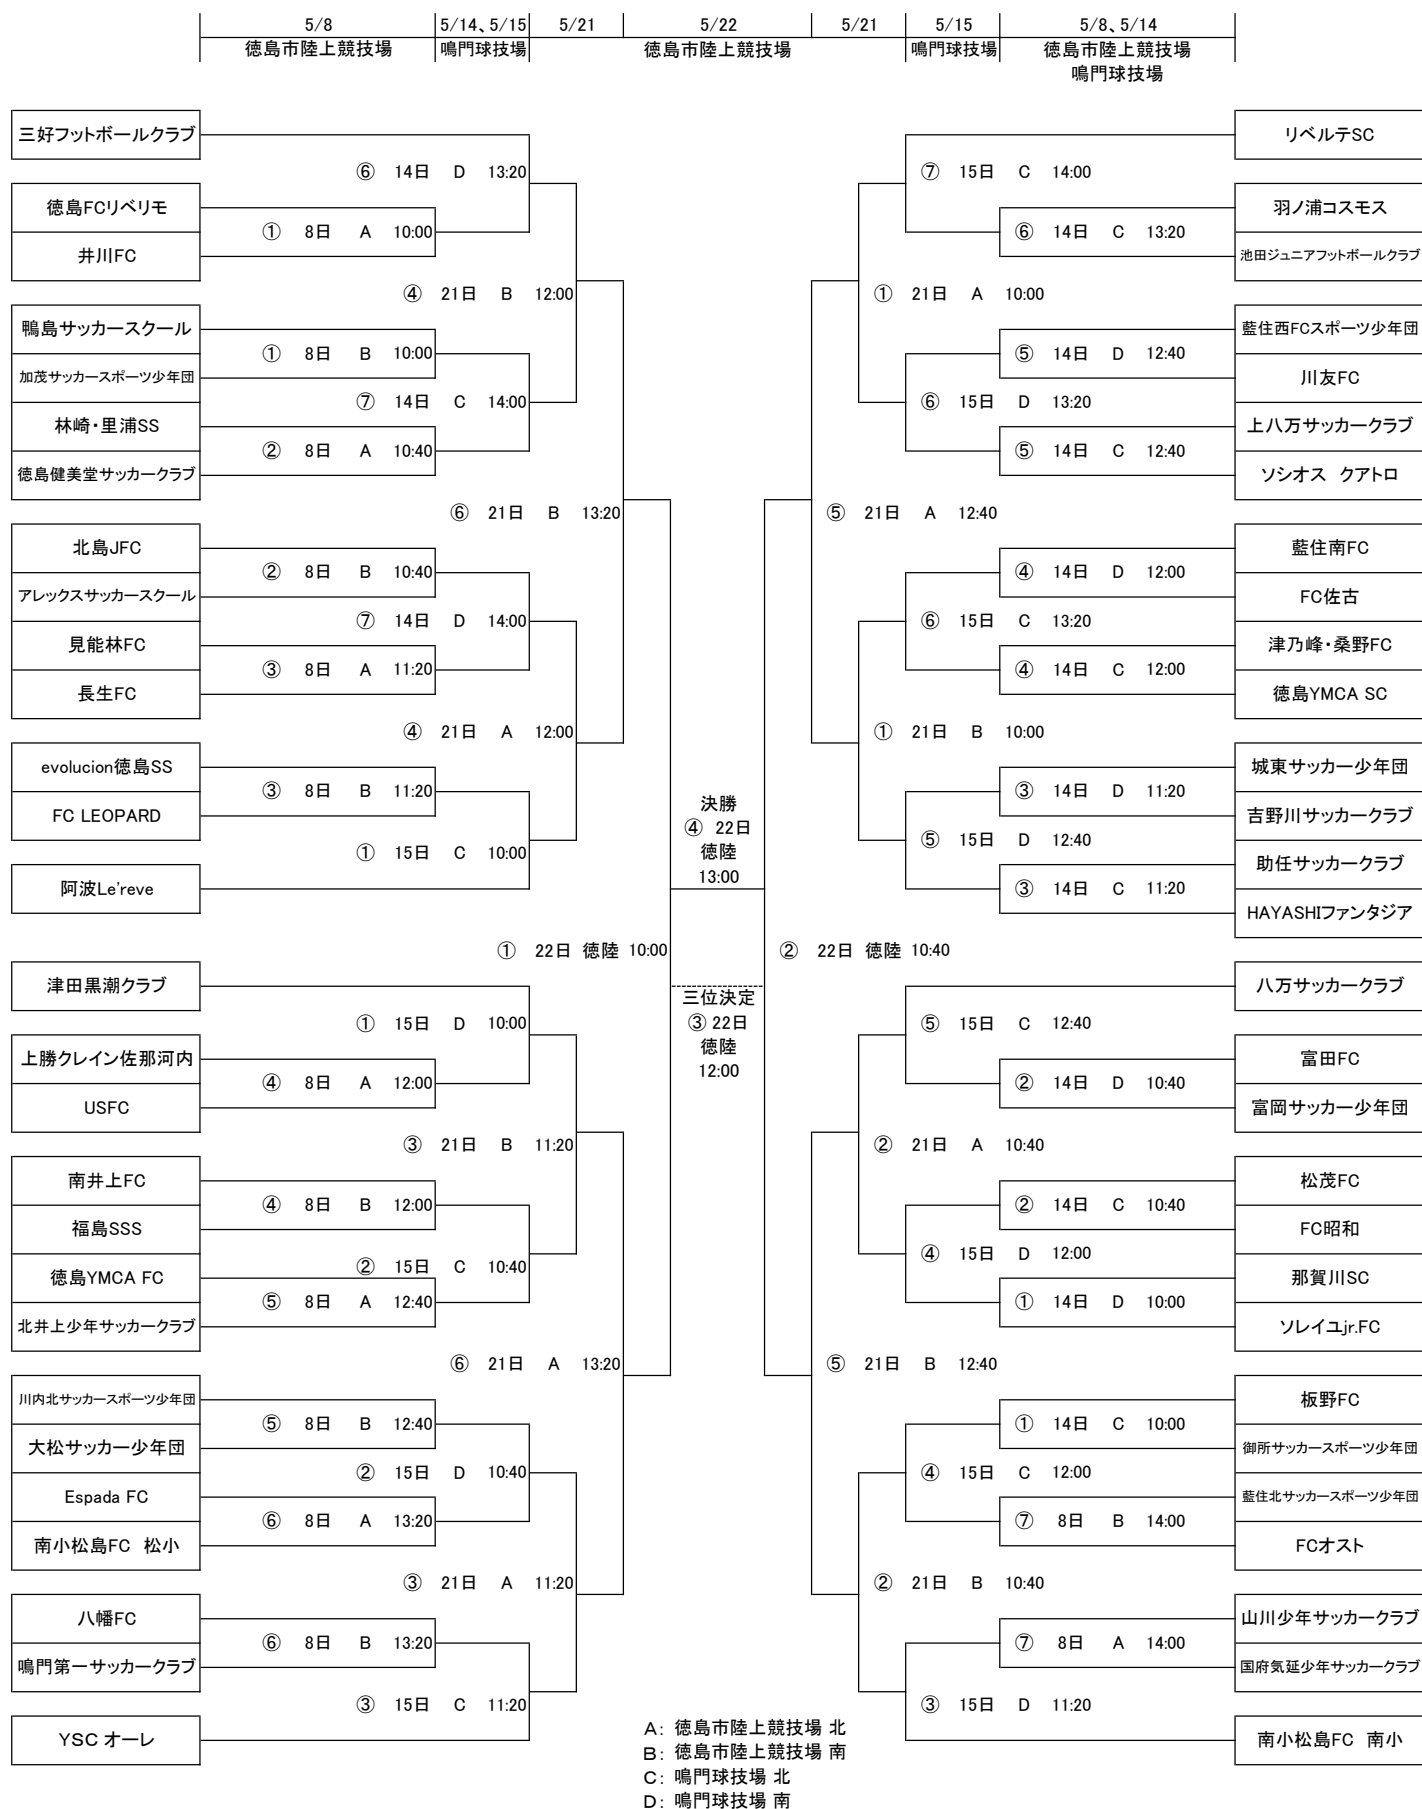 5/8 5/14、5/15 5/21 5/22 5/21 5/15 5/8、5/14
徳島市陸上競技場 鳴門球技場 徳島市陸上競技場 鳴門球技場 徳島市陸上競技場
鳴門球技場
三好フットボールクラブ
⑥ 14日 D 13:20
徳島FCリベリモ
① 8日 A 10:00
井川FC
④ 21日 B 12:00
鴨島サッカースクール
① 8日 B 10:00
加茂サッカースポーツ少年団
⑦ 14日 C 14:00
林崎・里浦SS
② 8日 A 10:40
徳島健美堂サッカークラブ
⑥ 21日 B 13:20
北島JFC
② 8日 B 10:40
アレックスサッカースクール
⑦ 14日 D 14:00
見能林FC
③ 8日 A 11:20
長生FC
④ 21日 A 12:00
evolucion徳島SS
③ 8日 B 11:20
FC LEOPARD
① 15日 C 10:00
阿波Le'reve
① 22日 徳陸 10:00
津田黒潮クラブ
① 15日 D 10:00
上勝クレイン佐那河内
④ 8日 A 12:00
USFC
③ 21日 B 11:20
南井上FC
④ 8日 B 12:00
福島SSS
② 15日 C 10:40
徳島YMCA FC
⑤ 8日 A 12:40
北井上少年サッカークラブ
⑥ 21日 A 13:20
川内北サッカースポーツ少年団
⑤ 8日 B 12:40
大松サッカー少年団
② 15日 D 10:40
Espada FC
⑥ 8日 A 13:20
南小松島FC 松小
③ 21日 A 11:20
八幡FC
⑥ 8日 B 13:20
鳴門第一サッカークラブ
③ 15日 C 11:20
YSC オーレ
決勝
④ 22日
徳陸
13:00
三位決定
③ 22日
徳陸
12:00
リベルテSC
⑦ 15日 C 14:00
羽ノ浦コスモス
⑥ 14日 C 13:20
池田ジュニアフットボールクラブ
① 21日 A 10:00
藍住西FCスポーツ少年団
⑤ 14日 D 12:40
川友FC
⑥ 15日 D 13:20
上八万サッカークラブ
⑤ 14日 C 12:40
ソシオス クアトロ
⑤ 21日 A 12:40
藍住南FC
④ 14日 D 12:00
FC佐古
⑥ 15日 C 13:20
津乃峰・桑野FC
④ 14日 C 12:00
徳島YMCA SC
① 21日 B 10:00
城東サッカー少年団
③ 14日 D 11:20
吉野川サッカークラブ
⑤ 15日 D 12:40
助任サッカークラブ
③ 14日 C 11:20
HAYASHIファンタジア
② 22日 徳陸 10:40
八万サッカークラブ
⑤ 15日 C 12:40
富田FC
② 14日 D 10:40
富岡サッカー少年団
② 21日 A 10:40
松茂FC
② 14日 C 10:40
FC昭和
④ 15日 D 12:00
那賀川SC
① 14日 D 10:00
ソレイユjr.FC
⑤ 21日 B 12:40
板野FC
① 14日 C 10:00
御所サッカースポーツ少年団
④ 15日 C 12:00
藍住北サッカースポーツ少年団
⑦ 8日 B 14:00
FCオスト
② 21日 B 10:40
山川少年サッカークラブ
⑦ 8日 A 14:00
国府気延少年サッカークラブ
③ 15日 D 11:20
南小松島FC 南小
A: 徳島市陸上競技場 北
B: 徳島市陸上競技場 南
C: 鳴門球技場 北
D: 鳴門球技場 南